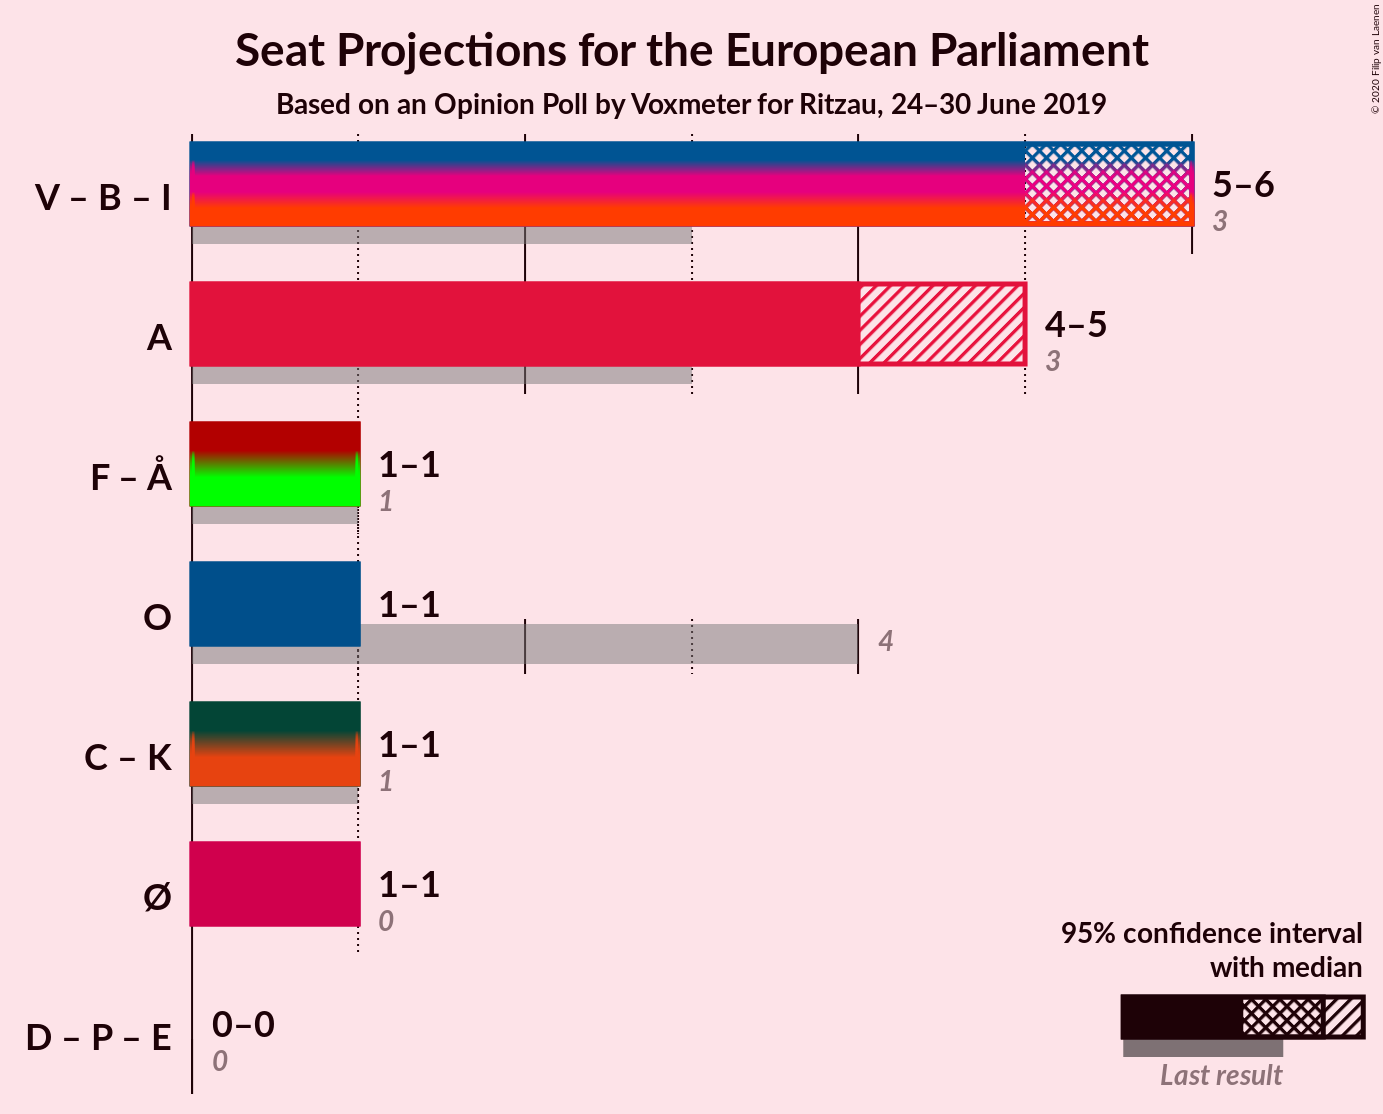 Seat Projections for the European Parliament
Based on an Opinion Poll by Voxmeter for Ritzau, 24–30 June 2019
© 2020 Filip van Laenen
V – B – I
5–6
3
A
4–5
3
F – Å
1–1
1
O
1–1
4
C – K
1–1
1
Ø
1–1
0
D – P – E
0–0
0
95% confidence interval
with median
Last result